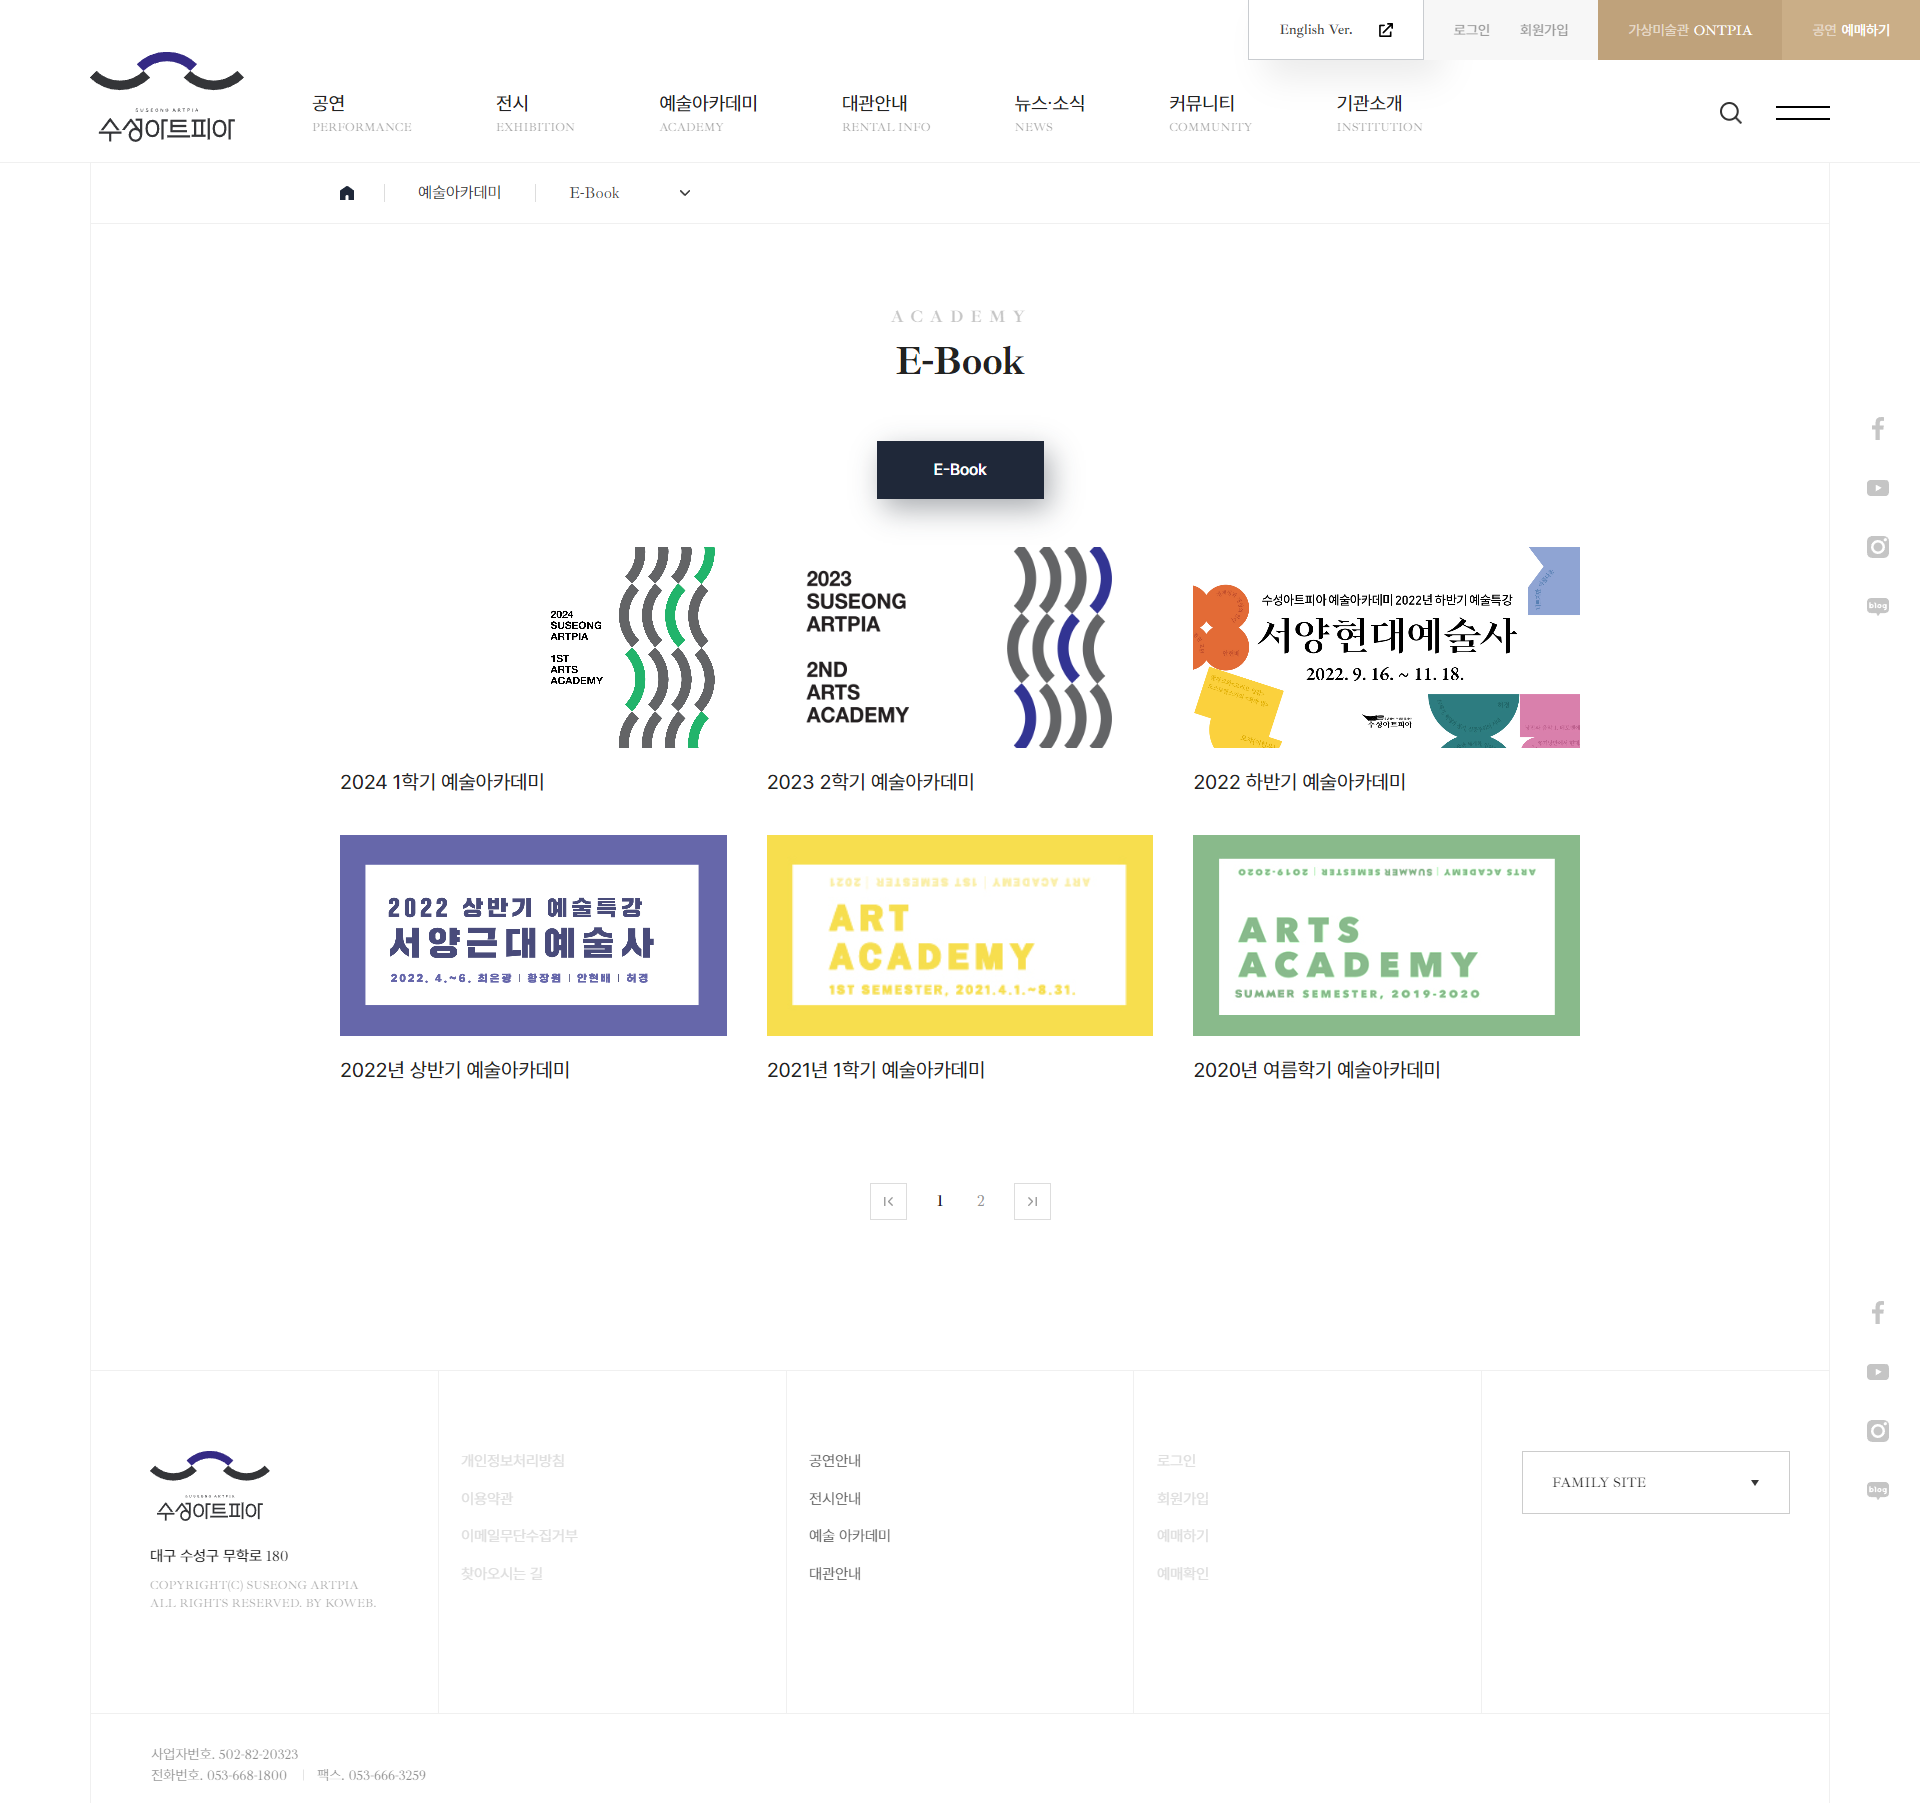 English Ver.
로그인
회원가입
가상미술관 ONTPIA
공연 예매하기
SUSEONG ARTPIA
수성아트피아
공연
PERFORMANCE
전시
EXHIBITION
예술아카데미
ACADEMY
대관안내
RENTAL INFO
뉴스·소식
NEWS
커뮤니티
COMMUNITY
기관소개
INSTITUTION
예술아카데미
E-Book
ACADEMY
E-Book
E-Book
2024
SUSEONG
ARTPIA
1ST
ARTS
ACADEMY
2023
SUSEONG
ARTPIA
2ND
ARTS
ACADEMY
수성아트피아 예술아카데미 2022년 하반기 예술특강
서양현대예술사
2022. 9. 16. ~ 11. 18.
수성아트피아
2024 1학기 예술아카데미
2023 2학기 예술아카데미
2022 하반기 예술아카데미
2022 상반기 예술특강
서양근대예술사
2022. 4.~6. 최은광 | 황장원 | 안현배 | 허경
ART ACADEMY | 1ST SEMESTER | 2021
ART
ACADEMY
1ST SEMESTER, 2021.4.1.~8.31.
ARTS ACADEMY | SUMMER SEMESTER | 2019-2020
ARTS
ACADEMY
SUMMER SEMESTER, 2019-2020
2022년 상반기 예술아카데미
2021년 1학기 예술아카데미
2020년 여름학기 예술아카데미
1
2
blog
SUSEONG ARTPIA
수성아트피아
대구 수성구 무학로 180
COPYRIGHT(C) SUSEONG ARTPIA
ALL RIGHTS RESERVED. BY KOWEB.
개인정보처리방침
이용약관
이메일무단수집거부
찾아오시는 길
공연안내
전시안내
예술 아카데미
대관안내
로그인
회원가입
예매하기
예매확인
FAMILY SITE
blog
사업자번호. 502-82-20323
전화번호. 053-668-1800 | 팩스. 053-666-3259